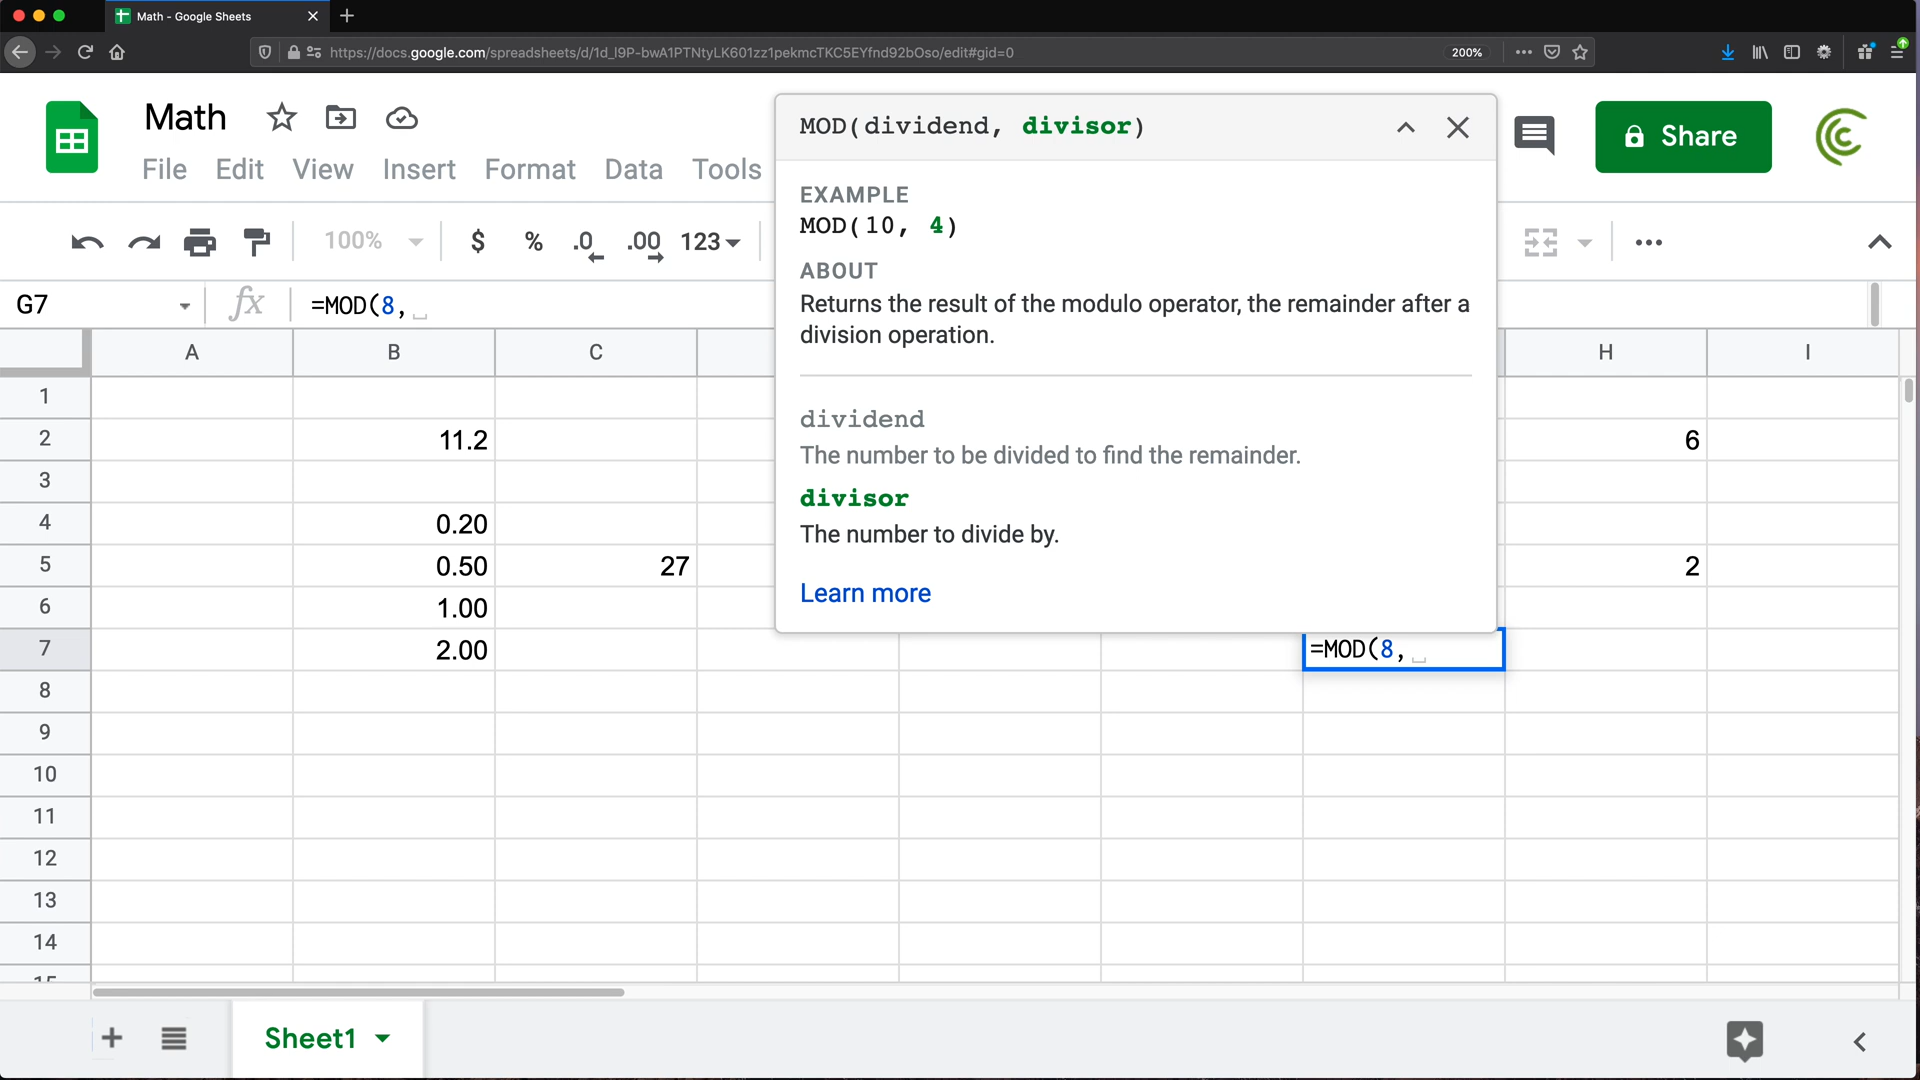 Math - Google Sheets
https://docs.google.com/spreadsheets/d/1d_l9P-bwA1PTNtyLK601zz1pekmcTKC5EYfnd92bOso/edit#gid=0
200%
Math
File Edit View Insert Format Data Tools
Share
100% $ % .0 .00 123
G7
fx
=MOD(8,
MOD(dividend, divisor)
EXAMPLE
MOD(10, 4)
ABOUT
Returns the result of the modulo operator, the remainder after a
division operation.
dividend
The number to be divided to find the remainder.
divisor
The number to divide by.
Learn more
A B C H I
1
2 11.2 6
3
4 0.20
5 0.50 27 2
6 1.00
7 2.00 =MOD(8,
8
9
10
11
12
13
14
15
Sheet1